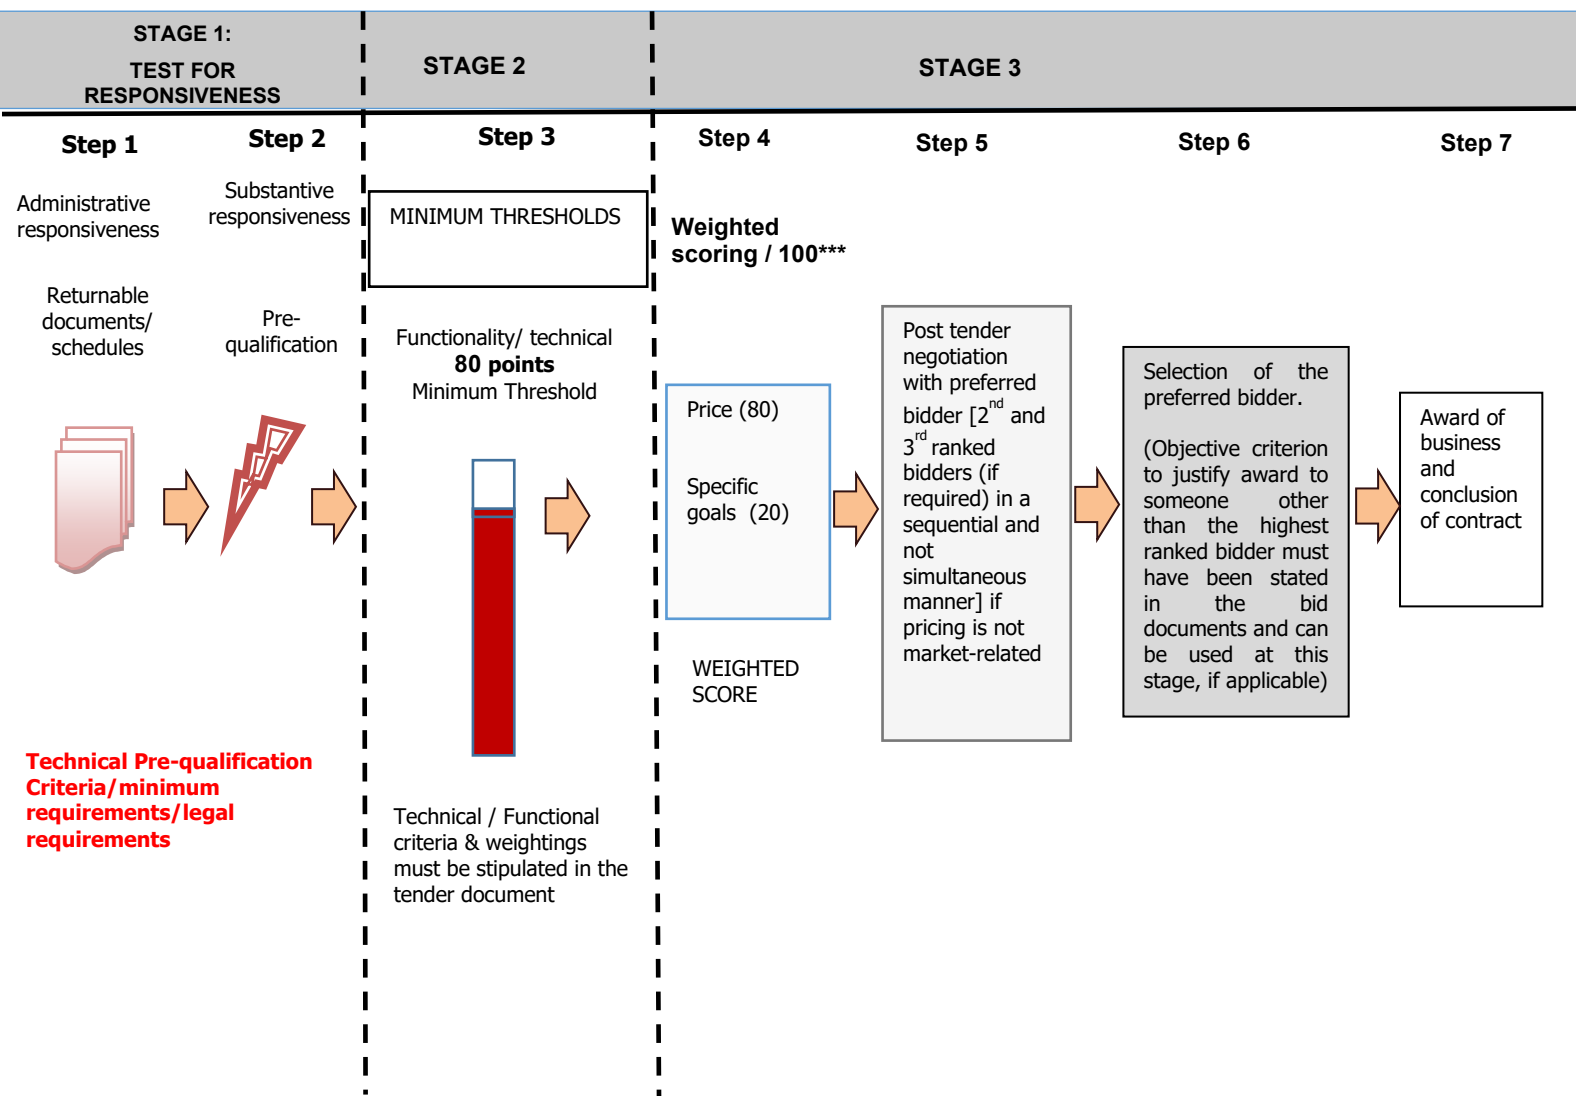 STAGE 1:
TEST FOR
RESPONSIVENESS
STAGE 2
STAGE 3
Step 1
Step 2
Step 3
Step 4
Step 5
Step 6
Step 7
Administrative
responsiveness
Returnable
documents/
schedules
Substantive
responsiveness
Pre-
qualification
Technical Pre-qualification
Criteria/minimum
requirements/legal
requirements
MINIMUM THRESHOLDS
Functionality/ technical
80 points
Minimum Threshold
Technical / Functional
criteria & weightings
must be stipulated in the
tender document
Weighted
scoring / 100***
Price (80)
Specific
goals (20)
WEIGHTED
SCORE
Post tender
negotiation
with preferred
bidder [2nd and
3rd ranked
bidders (if
required) in a
sequential and
not
simultaneous
manner] if
pricing is not
market-related
Selection of the
preferred bidder.
(Objective criterion
to justify award to
someone other
than the highest
ranked bidder must
have been stated
in the bid
documents and can
be used at this
stage, if applicable)
Award of
business
and
conclusion
of contract